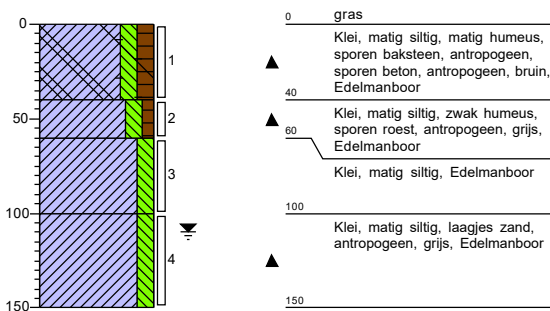 0
50
100
150
1
2
3
4
0
gras
Klei, matig siltig, matig humeus,
sporen baksteen, antropogeen,
sporen beton, antropogeen, bruin,
Edelmanboor
40
Klei, matig siltig, zwak humeus,
sporen roest, antropogeen, grijs,
Edelmanboor
60
Klei, matig siltig, Edelmanboor
100
Klei, matig siltig, laagjes zand,
antropogeen, grijs, Edelmanboor
150